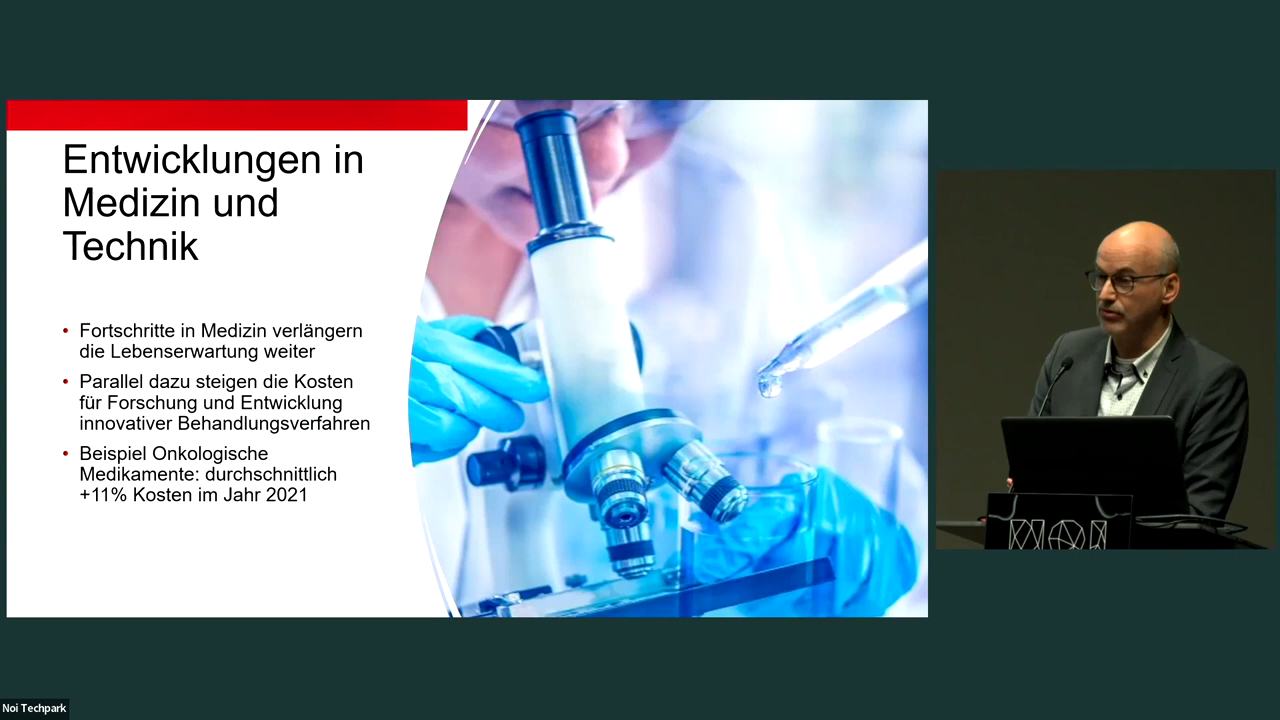 Entwicklungen in
Medizin und
Technik
• Fortschritte in Medizin verlängern
die Lebenserwartung weiter
• Parallel dazu steigen die Kosten
für Forschung und Entwicklung
innovativer Behandlungsverfahren
• Beispiel Onkologische
Medikamente: durchschnittlich
+11% Kosten im Jahr 2021
NOI
Noi Techpark